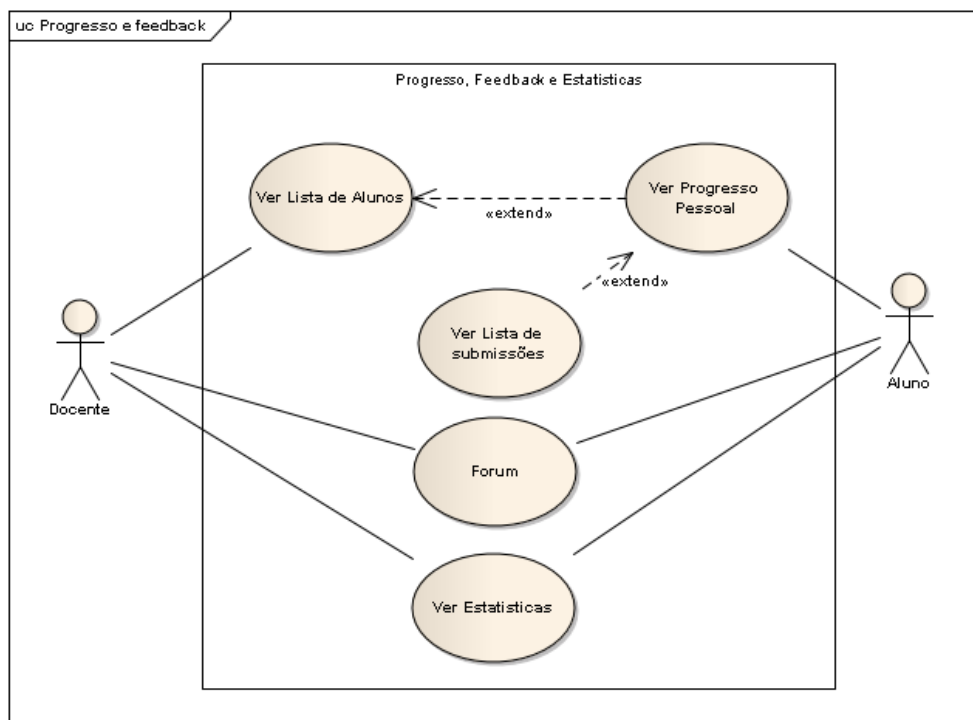 uc Progresso e feedback
Progresso, Feedback e Estatisticas
Ver Lista de Alunos
Ver Progresso
Pessoal
«extend»
«extend»
Ver Lista de
submissões
Docente
Aluno
Forum
Ver Estatisticas